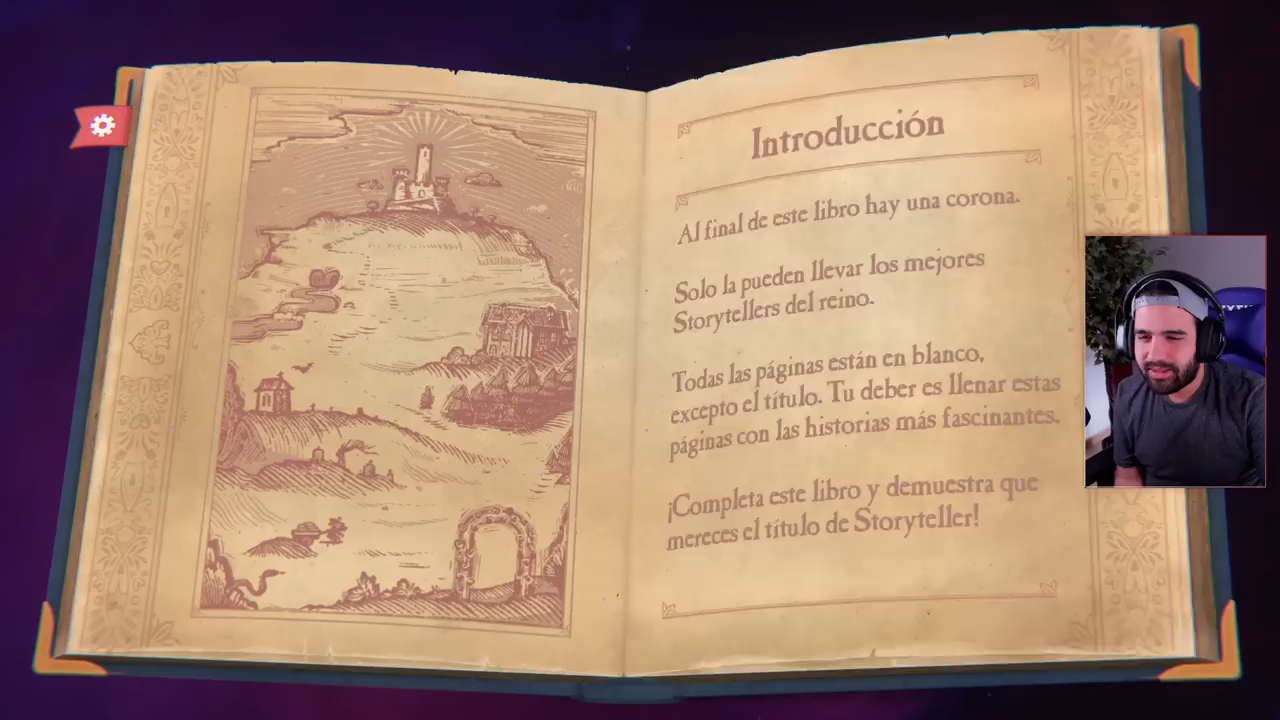 Introducción
Al final de este libro hay una corona.
Solo la pueden llevar los mejores
Storytellers del reino.
Todas las páginas están en blanco,
excepto el título. Tu deber es llenar estas
páginas con las historias más fascinantes.
¡Completa este libro y demuestra que
mereces el título de Storyteller!